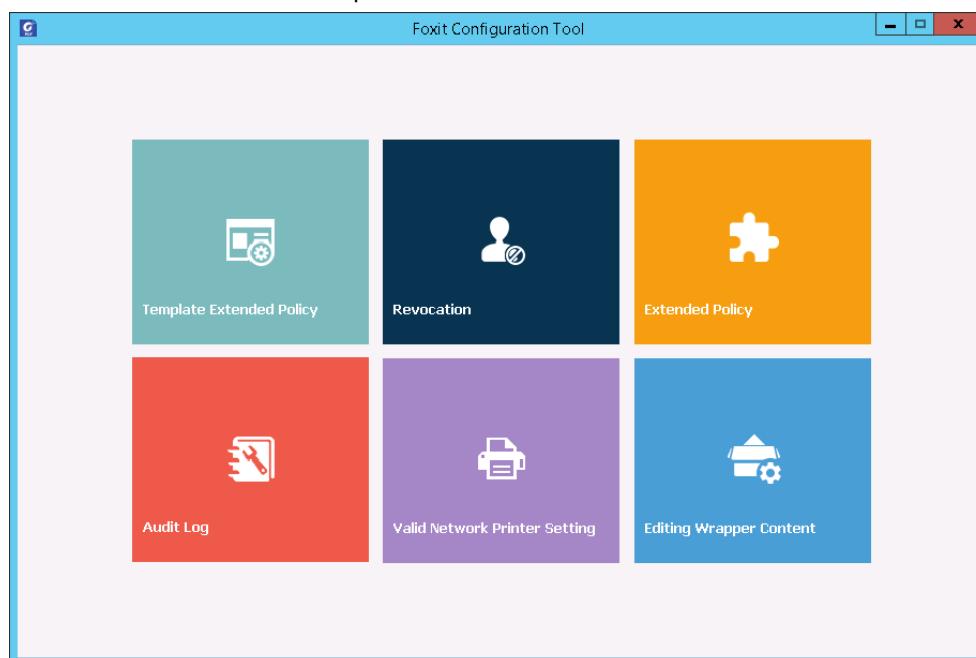 Foxit Configuration Tool
Template Extended Policy
Revocation
Extended Policy
Audit Log
Valid Network Printer Setting
Editing Wrapper Content